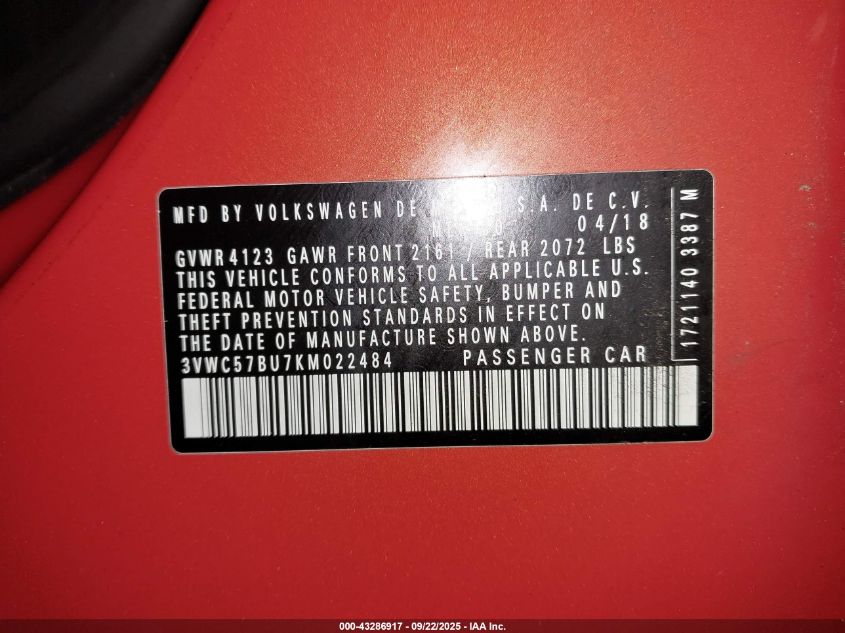 MFD BY VOLKSWAGEN DE S.A. DE C.V.
04/18
GVWR 4123 GAWR FRONT 2161 / REAR 2072 LBS
THIS VEHICLE CONFORMS TO ALL APPLICABLE U.S.
FEDERAL MOTOR VEHICLE SAFETY, BUMPER AND
THEFT PREVENTION STANDARDS IN EFFECT ON
THE DATE OF MANUFACTURE SHOWN ABOVE.
3VWC57BU7KM022484 PASSENGER CAR
1721140 3387 M
000-43286917 - 09/22/2025 - IAA Inc.